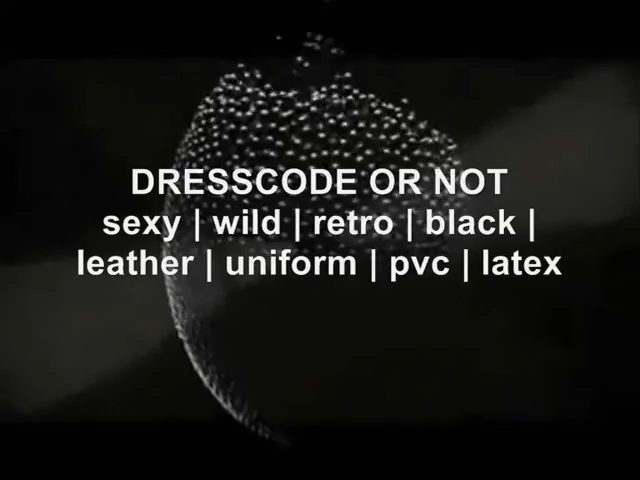 DRESSCODE OR NOT
sexy | wild | retro | black |
leather | uniform | pvc | latex